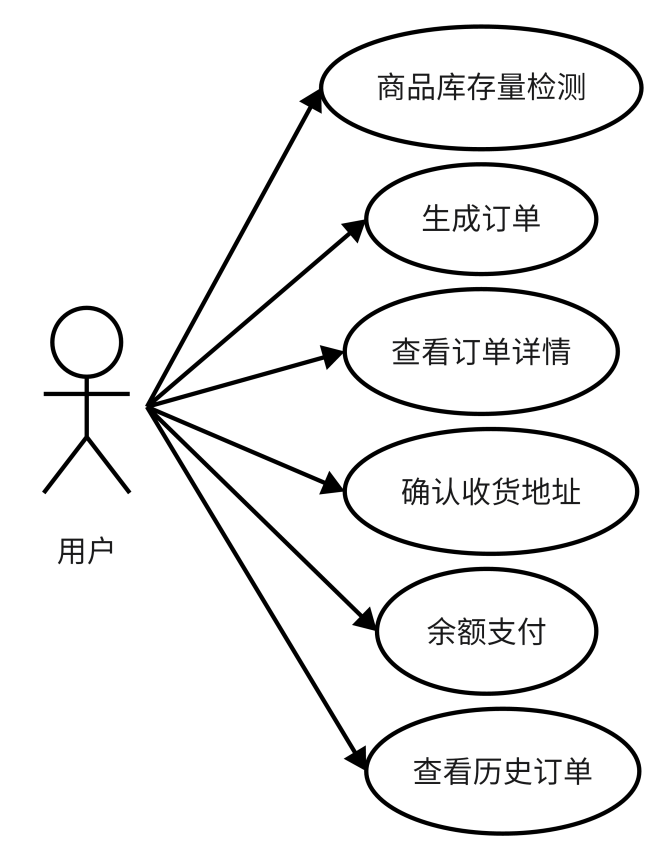 商品库存量检测
生成订单
查看订单详情
确认收货地址
用户
余额支付
查看历史订单